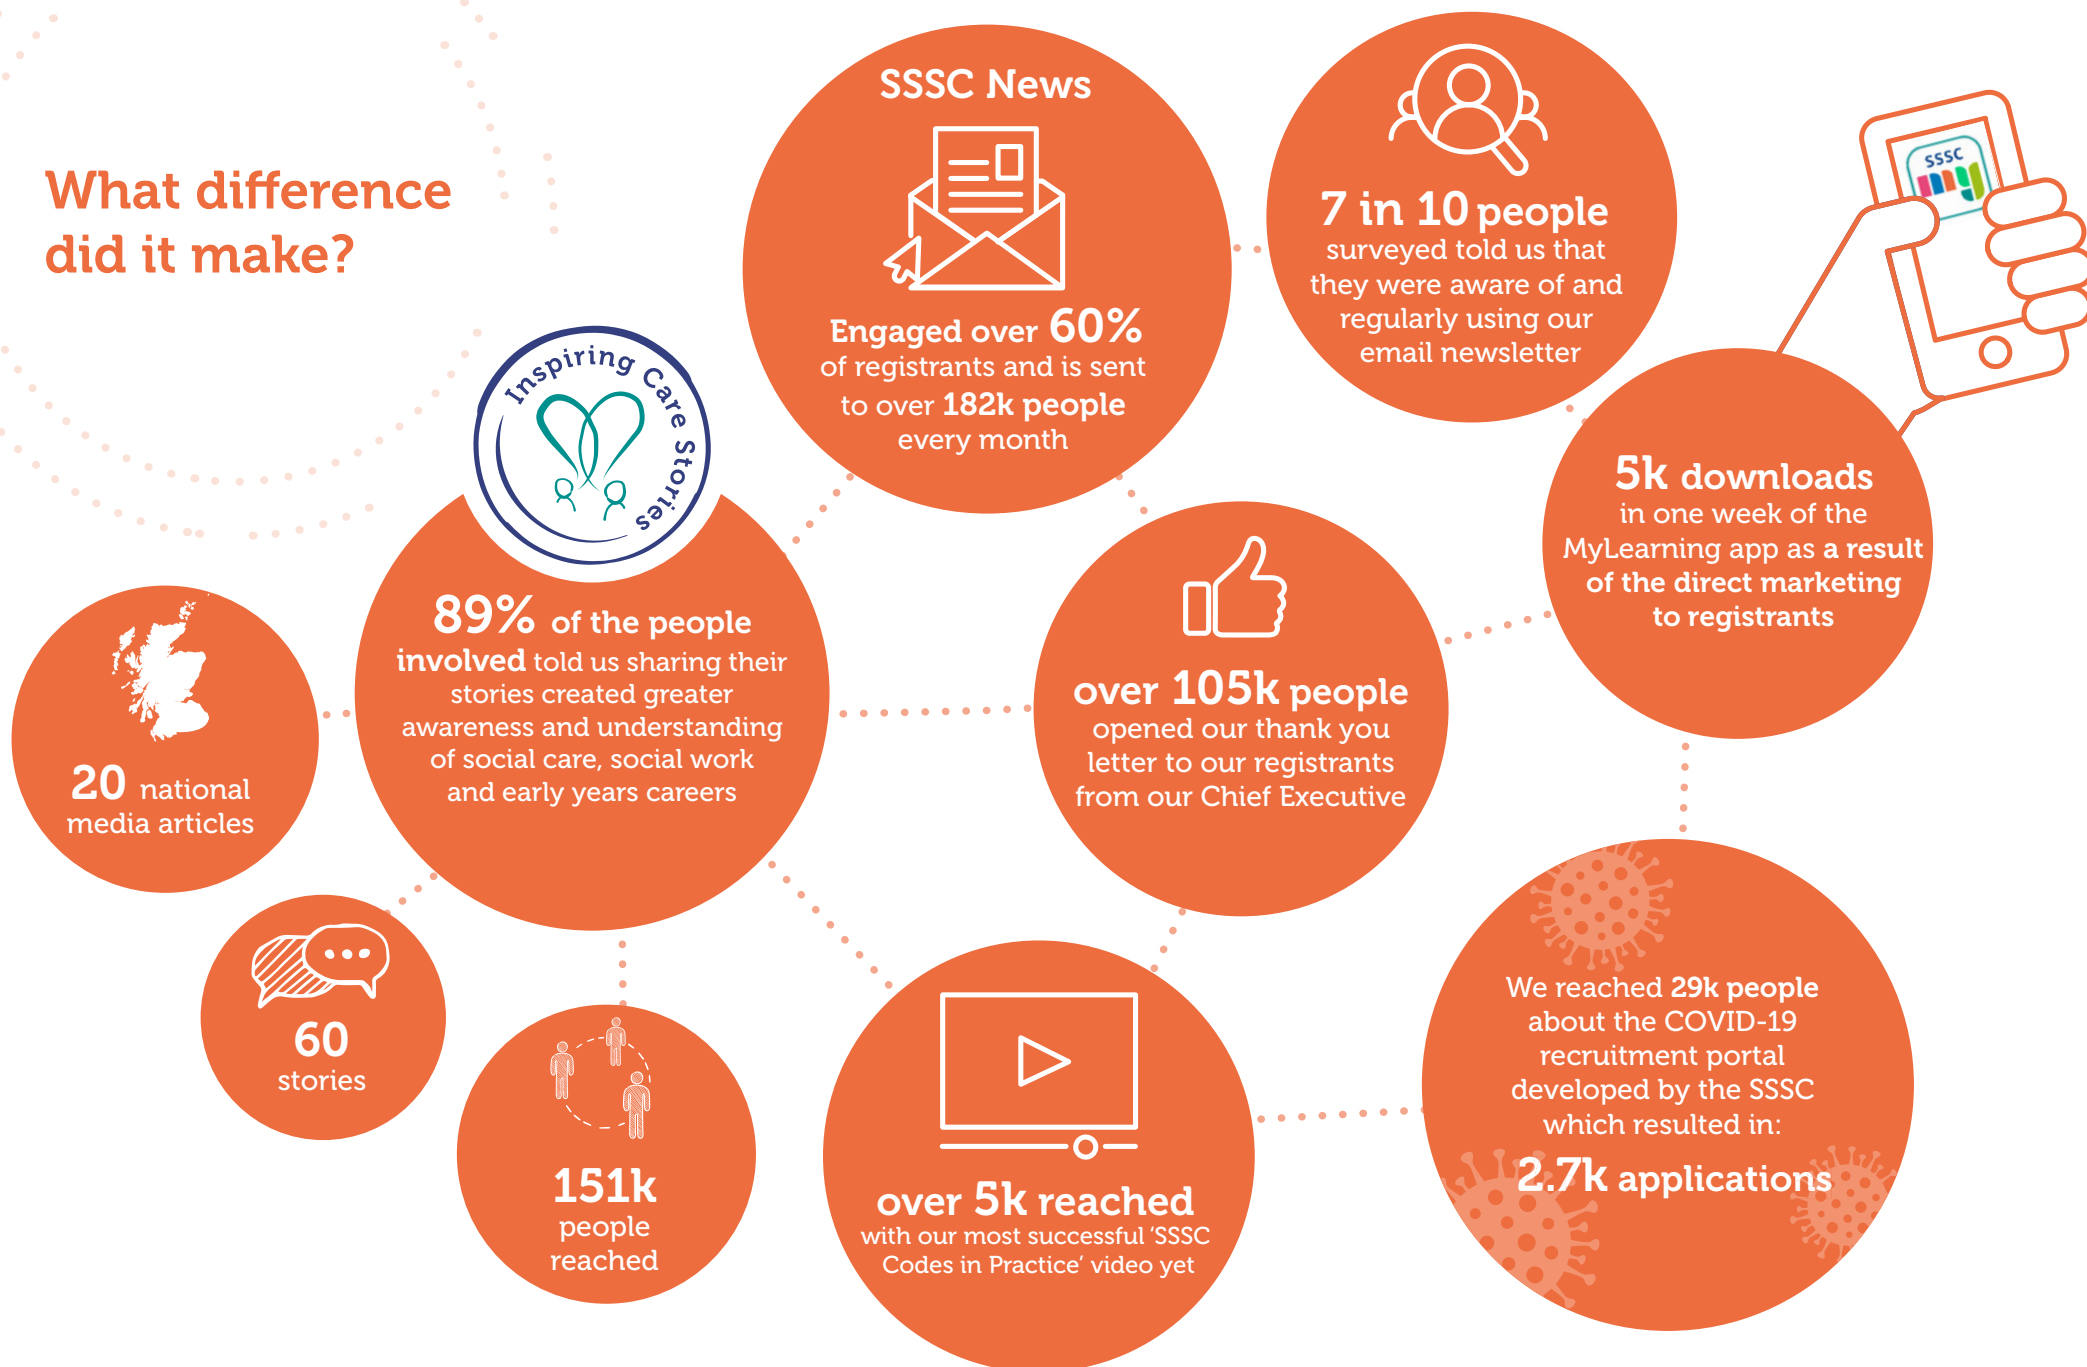 What difference
did it make?
SSSC News
Engaged over 60%
of registrants and is sent
to over 182k people
every month
7 in 10 people
surveyed told us that
they were aware of and
regularly using our
email newsletter
SSSC
my
5k downloads
in one week of the
MyLearning app as a result
of the direct marketing
to registrants
Inspiring Care Stories
89% of the people
involved told us sharing their
stories created greater
awareness and understanding
of social care, social work
and early years careers
over 105k people
opened our thank you
letter to our registrants
from our Chief Executive
20 national
media articles
60
stories
151k
people
reached
over 5k reached
with our most successful ‘SSSC
Codes in Practice’ video yet
We reached 29k people
about the COVID-19
recruitment portal
developed by the SSSC
which resulted in:
2.7k applications